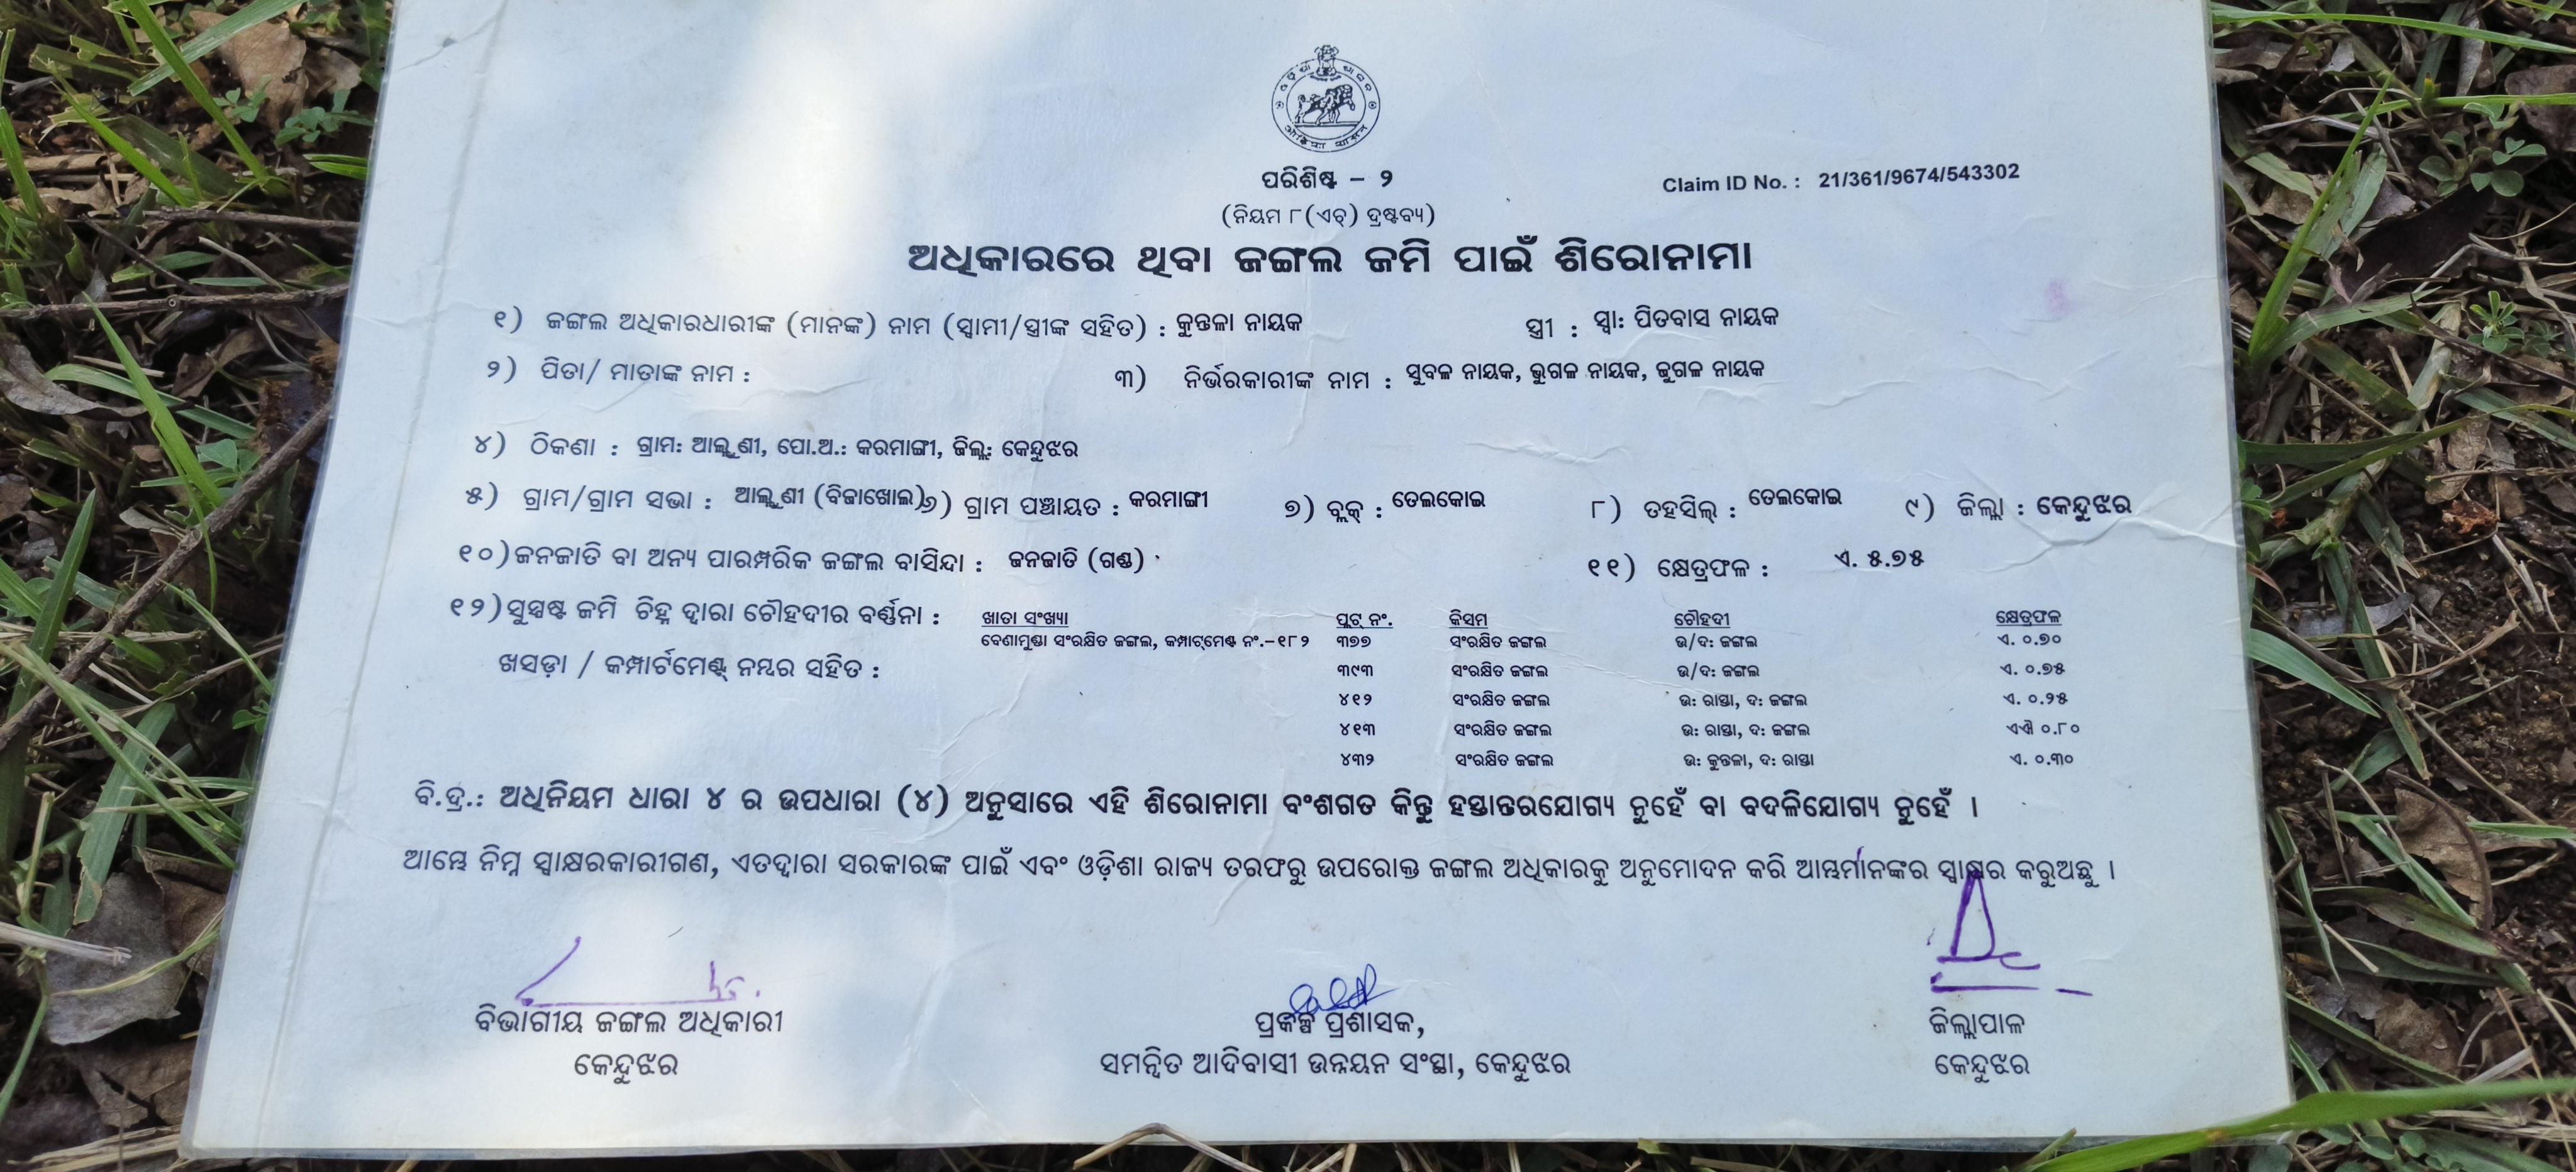 ପରିଶିଷ୍ଟ – ୨
Claim ID No. : 21/361/9674/543302
(ନିୟମ ୮(ଏଚ୍) ଦ୍ରଷ୍ଟବ୍ୟ)
ଅଧିକାରରେ ଥିବା ଜଙ୍ଗଲ ଜମି ପାଇଁ ଶିରୋନାମା
୧) ଜଙ୍ଗଲ ଅଧିକାରଧାରୀଙ୍କ (ମାନଙ୍କ) ନାମ (ସ୍ୱାମୀ/ସ୍ତ୍ରୀଙ୍କ ସହିତ) : କୁନ୍ତଳା ନାୟକ ସ୍ତ୍ରୀ : ସ୍ୱା: ପିତବାସ ନାୟକ
୨) ପିତା/ ମାତାଙ୍କ ନାମ : ୩) ନିର୍ଭରକାରୀଙ୍କ ନାମ : ସୁବଳ ନାୟକ, ଭୁଗଳ ନାୟକ, ଜୁଗଳ ନାୟକ
୪) ଠିକଣା : ଗ୍ରାମ: ଆଲୁଣୀ, ପୋ.ଅ.: କରମାଙ୍ଗୀ, ଜିଲ୍ଲ: କେନ୍ଦୁଝର
୫) ଗ୍ରାମ/ଗ୍ରାମ ସଭା : ଆଲୁଣୀ (ବିଜାଖୋଲ) ୬) ଗ୍ରାମ ପଞ୍ଚାୟତ : କରମାଙ୍ଗୀ ୭) ବ୍ଲକ୍ : ତେଲକୋଇ ୮) ତହସିଲ୍ : ତେଲକୋଇ ୯) ଜିଲ୍ଲା : କେନ୍ଦୁଝର
୧୦) ଜନଜାତି ବା ଅନ୍ୟ ପାରମ୍ପରିକ ଜଙ୍ଗଲ ବାସିନ୍ଦା : ଜନଜାତି (ଗଣ୍ଡ) ୧୧) କ୍ଷେତ୍ରଫଳ : ଏ. ୫.୭୫
୧୨) ସୁସ୍ପଷ୍ଟ ଜମି ଚିହ୍ନ ଦ୍ୱାରା ଚୌହଦୀର ବର୍ଣ୍ଣନା : ଖାତା ସଂଖ୍ୟା ପ୍ଲଟ୍ ନଂ. କିସମ ଚୌହଦୀ କ୍ଷେତ୍ରଫଳ
ବେଣାମୁଣ୍ଡା ସଂରକ୍ଷିତ ଜଙ୍ଗଲ, କମ୍ପାଟ୍‌ମେଣ୍ଟ ନଂ.-୧୮୨ ୩୭୭ ସଂରକ୍ଷିତ ଜଙ୍ଗଲ ଉ/ଦ: ଜଙ୍ଗଲ ଏ. ୦.୭୦
ଖସଡ଼ା / କମ୍ପାର୍ଟମେଣ୍ଟ୍ ନମ୍ବର ସହିତ : ୩୯୩ ସଂରକ୍ଷିତ ଜଙ୍ଗଲ ଉ/ଦ: ଜଙ୍ଗଲ ଏ. ୦.୭୫
୪୧୨ ସଂରକ୍ଷିତ ଜଙ୍ଗଲ ଉ: ରାସ୍ତା, ଦ: ଜଙ୍ଗଲ ଏ. ୦.୨୫
୪୧୩ ସଂରକ୍ଷିତ ଜଙ୍ଗଲ ଉ: ରାସ୍ତା, ଦ: ଜଙ୍ଗଲ ଏଐ ୦.୮୦
୪୩୨ ସଂରକ୍ଷିତ ଜଙ୍ଗଲ ଉ: କୁନ୍ତଳା, ଦ: ରାସ୍ତା ଏ. ୦.୩୦
ବି.ଦ୍ର.: ଅଧିନିୟମ ଧାରା ୪ ର ଉପଧାରା (୪) ଅନୁସାରେ ଏହି ଶିରୋନାମା ବଂଶଗତ କିନ୍ତୁ ହସ୍ତାନ୍ତରଯୋଗ୍ୟ ନୁହେଁ ବା ବଦଳିଯୋଗ୍ୟ ନୁହେଁ ।
ଆମ୍ଭେ ନିମ୍ନ ସ୍ୱାକ୍ଷରକାରୀଗଣ, ଏତଦ୍ୱାରା ସରକାରଙ୍କ ପାଇଁ ଏବଂ ଓଡ଼ିଶା ରାଜ୍ୟ ତରଫରୁ ଉପରୋକ୍ତ ଜଙ୍ଗଲ ଅଧିକାରକୁ ଅନୁମୋଦନ କରି ଆମ୍ଭମାନଙ୍କର ସ୍ୱାକ୍ଷର କରୁଅଛୁ ।
ବିଭାଗୀୟ ଜଙ୍ଗଲ ଅଧିକାରୀ
କେନ୍ଦୁଝର
ପ୍ରକଳ୍ପ ପ୍ରଶାସକ,
ସମନ୍ୱିତ ଆଦିବାସୀ ଉନ୍ନୟନ ସଂସ୍ଥା, କେନ୍ଦୁଝର
ଜିଲ୍ଲାପାଳ
କେନ୍ଦୁଝର